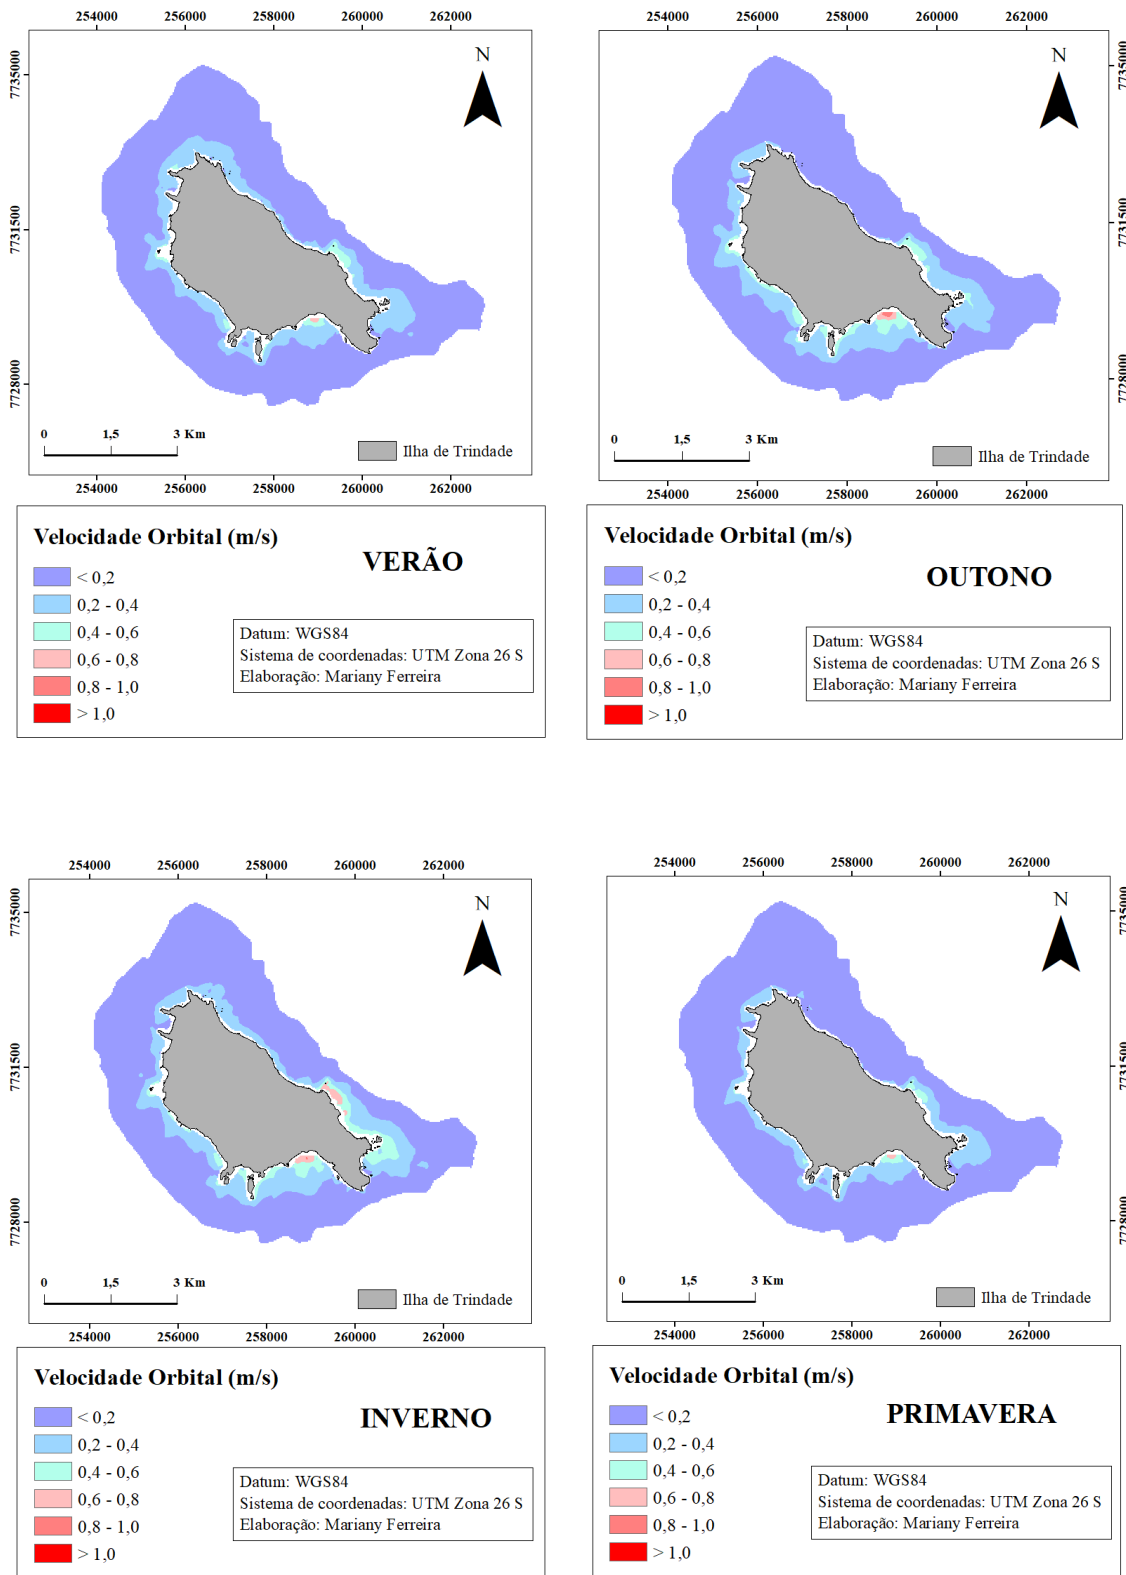 254000 256000 258000 260000 262000
7735000
7731500
7728000
N
0 1,5 3 Km
Ilha de Trindade
254000 256000 258000 260000 262000
Velocidade Orbital (m/s)
VERÃO
< 0,2
0,2 - 0,4
0,4 - 0,6
0,6 - 0,8
0,8 - 1,0
> 1,0
Datum: WGS84
Sistema de coordenadas: UTM Zona 26 S
Elaboração: Mariany Ferreira
254000 256000 258000 260000 262000
7735000
7731500
7728000
N
0 1,5 3 Km
Ilha de Trindade
254000 256000 258000 260000 262000
Velocidade Orbital (m/s)
OUTONO
< 0,2
0,2 - 0,4
0,4 - 0,6
0,6 - 0,8
0,8 - 1,0
> 1,0
Datum: WGS84
Sistema de coordenadas: UTM Zona 26 S
Elaboração: Mariany Ferreira
254000 256000 258000 260000 262000
7735000
7731500
7728000
N
0 1,5 3 Km
Ilha de Trindade
254000 256000 258000 260000 262000
Velocidade Orbital (m/s)
INVERNO
< 0,2
0,2 - 0,4
0,4 - 0,6
0,6 - 0,8
0,8 - 1,0
> 1,0
Datum: WGS84
Sistema de coordenadas: UTM Zona 26 S
Elaboração: Mariany Ferreira
254000 256000 258000 260000 262000
7735000
7731500
7728000
N
0 1,5 3 Km
Ilha de Trindade
254000 256000 258000 260000 262000
Velocidade Orbital (m/s)
PRIMAVERA
< 0,2
0,2 - 0,4
0,4 - 0,6
0,6 - 0,8
0,8 - 1,0
> 1,0
Datum: WGS84
Sistema de coordenadas: UTM Zona 26 S
Elaboração: Mariany Ferreira